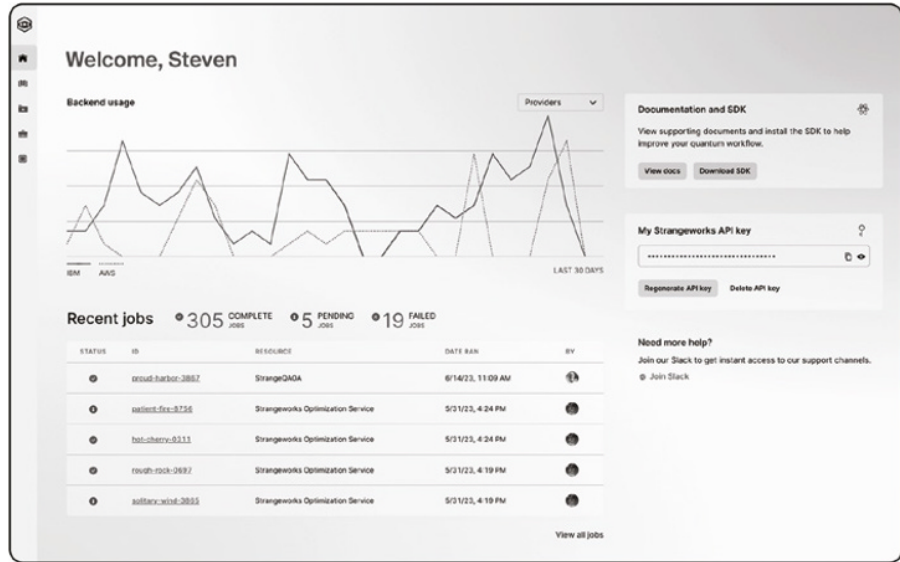 Welcome, Steven
Backend usage
Providers
IBM AWS
LAST 30 DAYS
Recent jobs 305 COMPLETE JOBS 5 PENDING JOBS 19 FAILED JOBS
STATUS ID RESOURCE DATE RAN BY
proud-harbor-3867 StrangeQAOA 6/14/23, 11:09 AM
patient-fire-8756 Strangeworks Optimization Service 5/31/23, 4:24 PM
hot-cherry-0311 Strangeworks Optimization Service 5/31/23, 4:24 PM
rough-rock-0697 Strangeworks Optimization Service 5/31/23, 4:19 PM
solitary-wind-3855 Strangeworks Optimization Service 5/31/23, 4:19 PM
View all jobs
Documentation and SDK
View supporting documents and install the SDK to help
improve your quantum workflow.
View docs Download SDK
My Strangeworks API key
Regenerate API key Delete API key
Need more help?
Join our Slack to get instant access to our support channels.
Join Slack